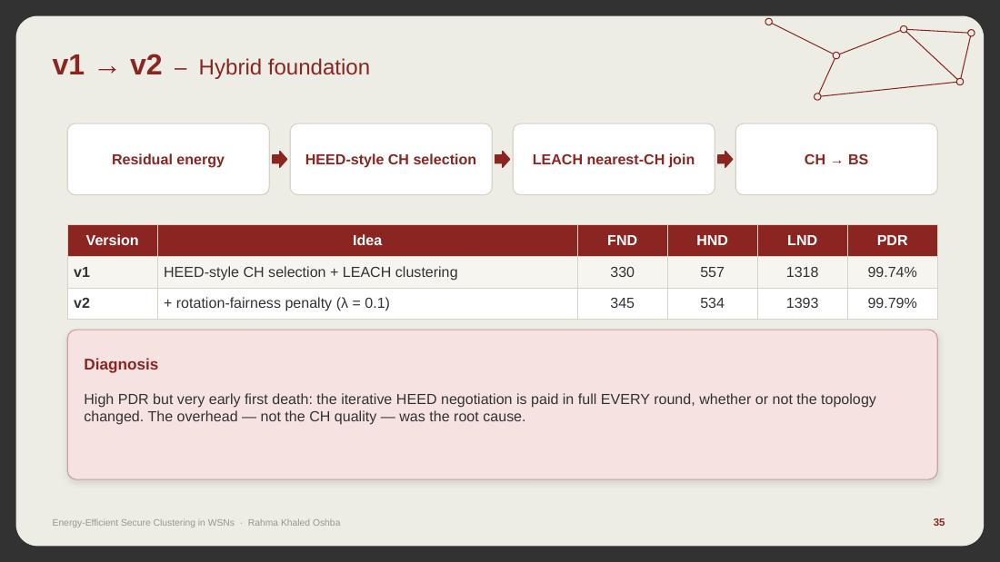 v1 → v2 – Hybrid foundation
Residual energy
HEED-style CH selection
LEACH nearest-CH join
CH → BS
Version Idea FND HND LND PDR
v1 HEED-style CH selection + LEACH clustering 330 557 1318 99.74%
v2 + rotation-fairness penalty (λ = 0.1) 345 534 1393 99.79%
Diagnosis
High PDR but very early first death: the iterative HEED negotiation is paid in full EVERY round, whether or not the topology
changed. The overhead — not the CH quality — was the root cause.
Energy-Efficient Secure Clustering in WSNs · Rahma Khaled Oshba
35